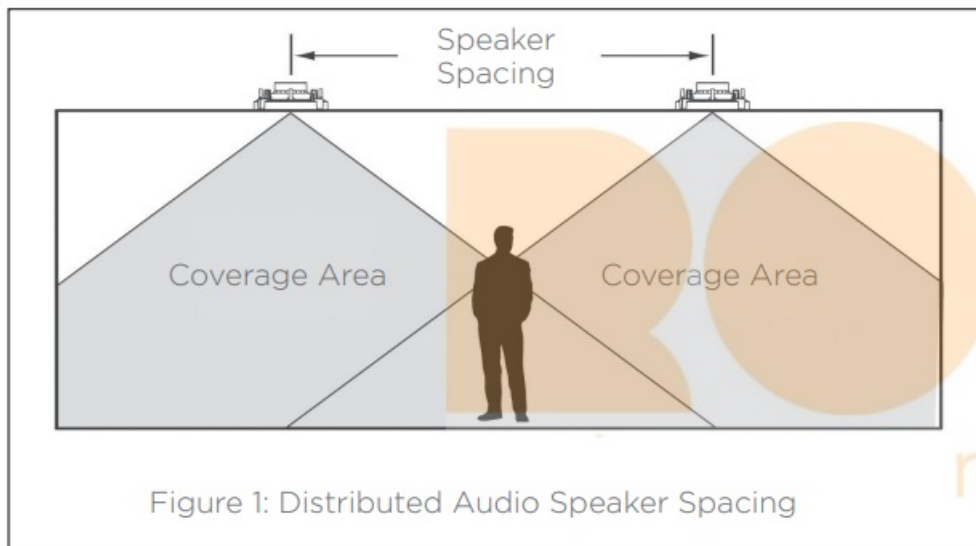 Speaker
Spacing
Coverage Area
Coverage Area
Figure 1: Distributed Audio Speaker Spacing